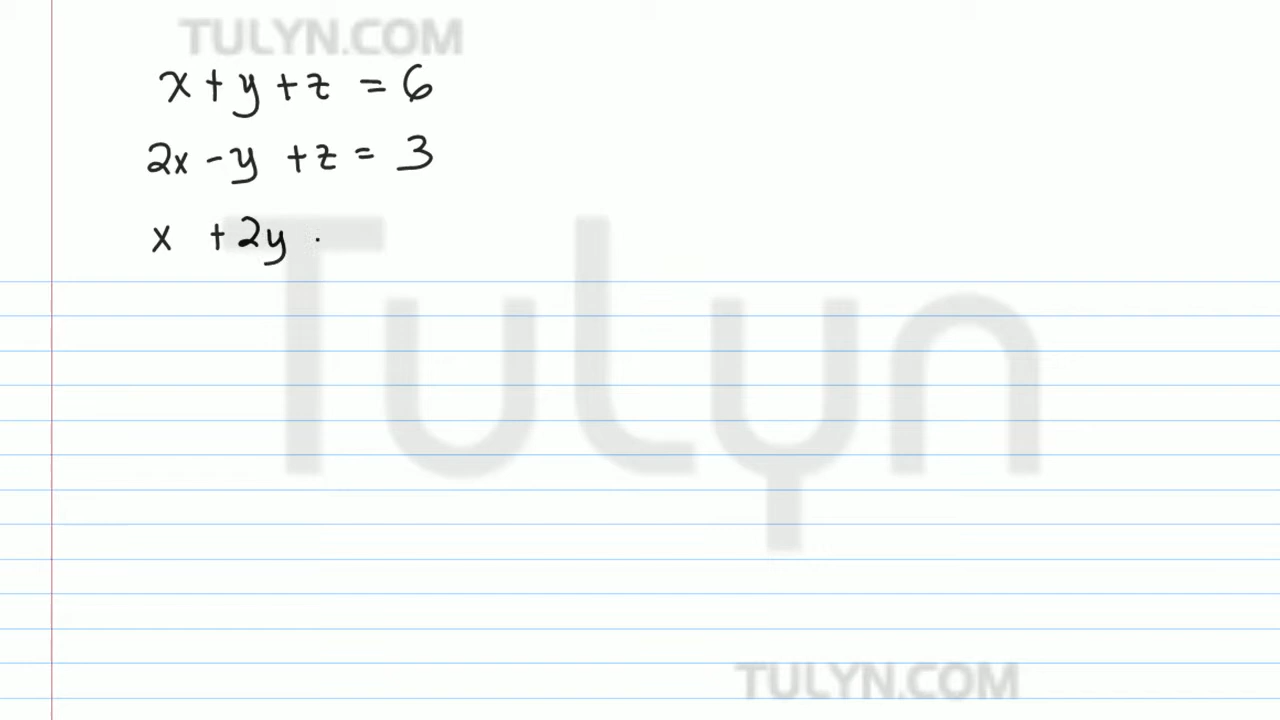 TULYN.COM
x + y + z = 6
2x - y + z = 3
x + 2y
Tulyn
TULYN.COM